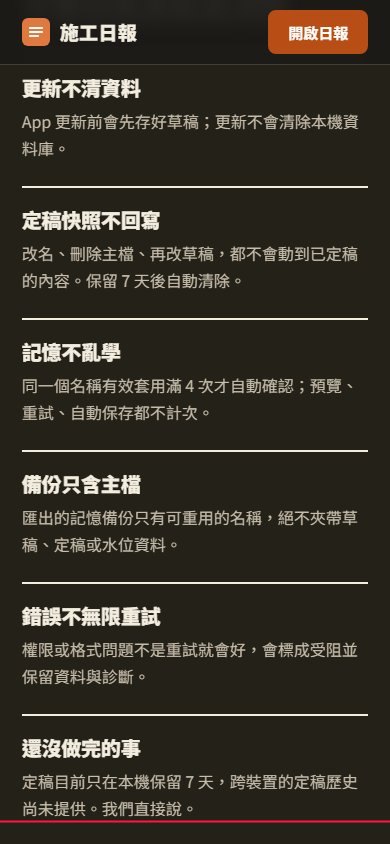 施工日報
開啟日報
更新不清資料
App 更新前會先存好草稿；更新不會清除本機資
料庫。
定稿快照不回寫
改名、刪除主檔、再改草稿，都不會動到已定稿
的內容。保留 7 天後自動清除。
記憶不亂學
同一個名稱有效套用滿 4 次才自動確認；預覽、
重試、自動保存都不計次。
備份只含主檔
匯出的記憶備份只有可重用的名稱，絕不夾帶草
稿、定稿或水位資料。
錯誤不無限重試
權限或格式問題不是重試就會好，會標成受阻並
保留資料與診斷。
還沒做完的事
定稿目前只在本機保留 7 天，跨裝置的定稿歷史
尚未提供。我們直接說。